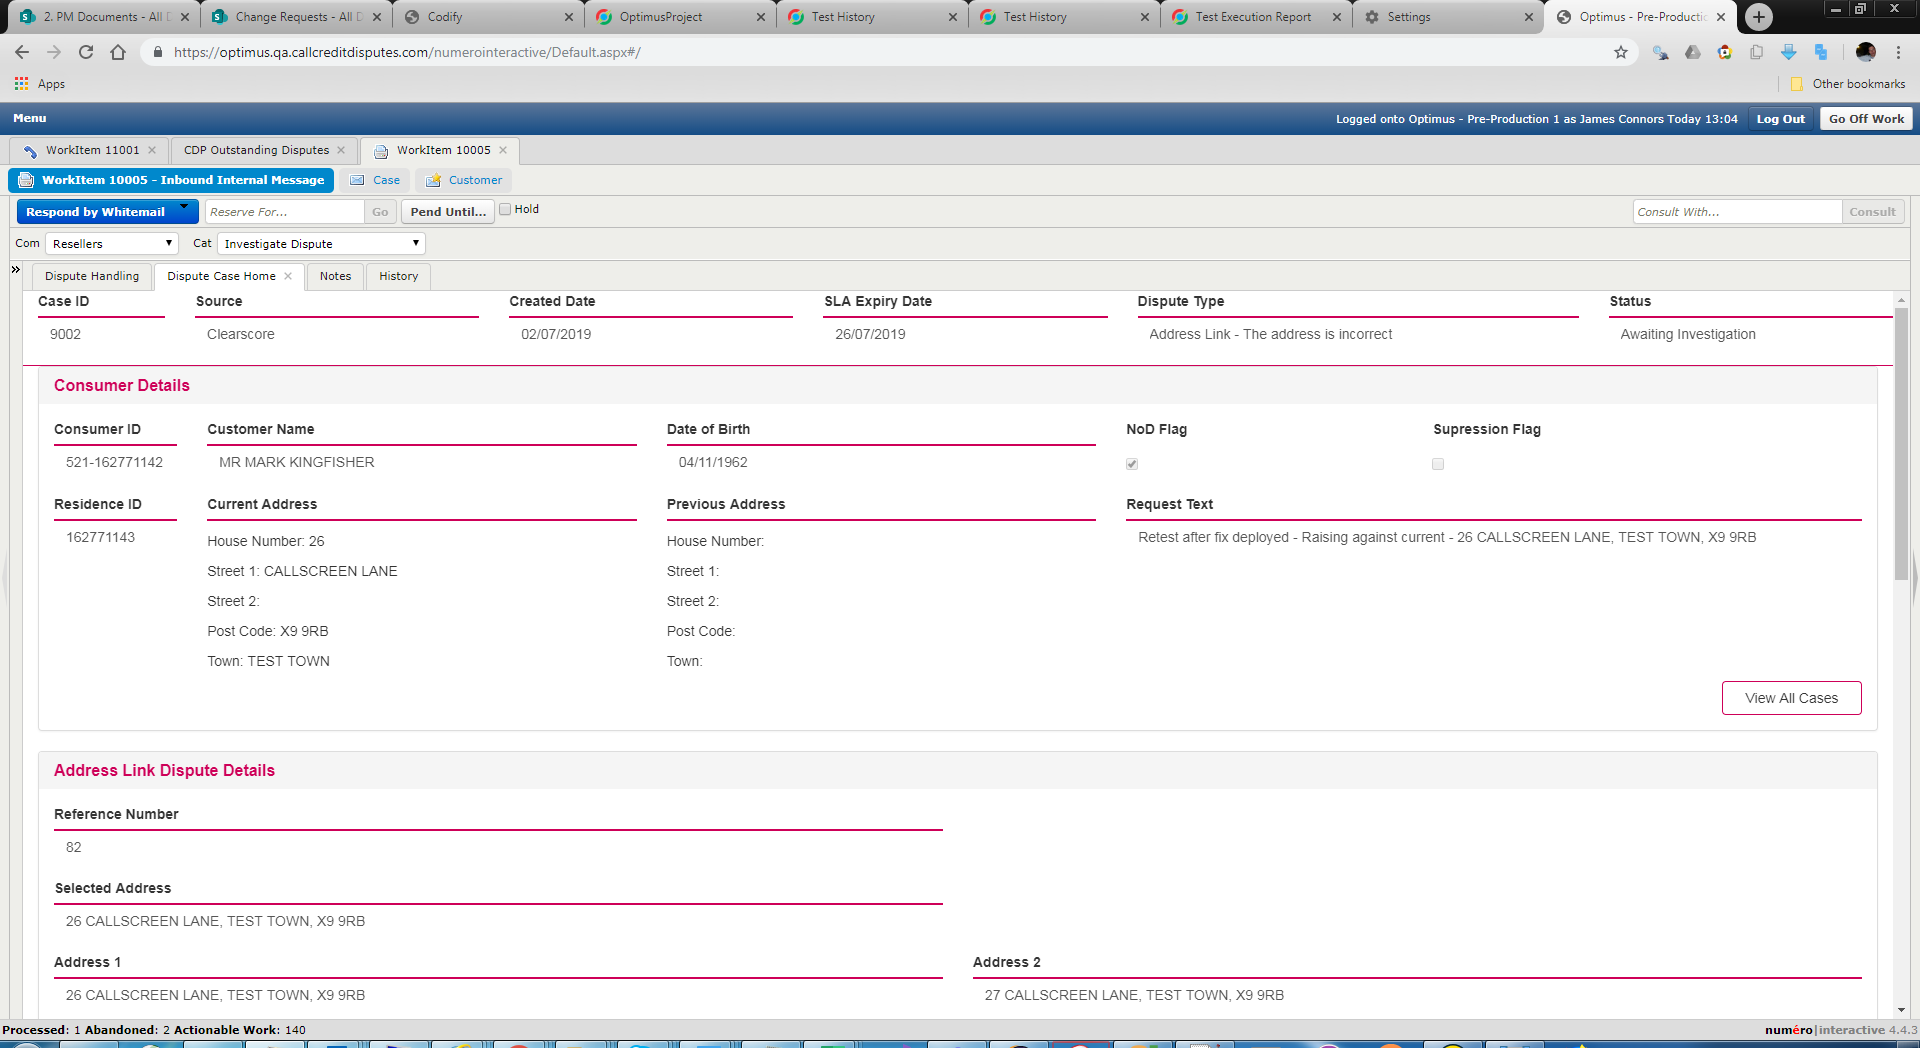 2. PM Documents - All D
Change Requests - All D
Codify
OptimusProject
Test History
Test History
Test Execution Report
Settings
Optimus - Pre-Productio
https://optimus.qa.callcreditdisputes.com/numerointeractive/Default.aspx#/
Apps
Other bookmarks
Menu
Logged onto Optimus - Pre-Production 1 as James Connors Today 13:04
Log Out
Go Off Work
WorkItem 11001
CDP Outstanding Disputes
WorkItem 10005
WorkItem 10005 - Inbound Internal Message
Case
Customer
Respond by Whitemail
Reserve For...
Go
Pend Until...
Hold
Consult With...
Consult
Com
Resellers
Cat
Investigate Dispute
Dispute Handling
Dispute Case Home
Notes
History
Case ID
Source
Created Date
SLA Expiry Date
Dispute Type
Status
9002
Clearscore
02/07/2019
26/07/2019
Address Link - The address is incorrect
Awaiting Investigation
Consumer Details
Consumer ID
Customer Name
Date of Birth
NoD Flag
Supression Flag
521-162771142
MR MARK KINGFISHER
04/11/1962
Residence ID
Current Address
Previous Address
Request Text
162771143
House Number: 26
House Number:
Retest after fix deployed - Raising against current - 26 CALLSCREEN LANE, TEST TOWN, X9 9RB
Street 1: CALLSCREEN LANE
Street 1:
Street 2:
Street 2:
Post Code: X9 9RB
Post Code:
Town: TEST TOWN
Town:
View All Cases
Address Link Dispute Details
Reference Number
82
Selected Address
26 CALLSCREEN LANE, TEST TOWN, X9 9RB
Address 1
Address 2
26 CALLSCREEN LANE, TEST TOWN, X9 9RB
27 CALLSCREEN LANE, TEST TOWN, X9 9RB
Processed: 1 Abandoned: 2 Actionable Work: 140
numéro|interactive 4.4.3